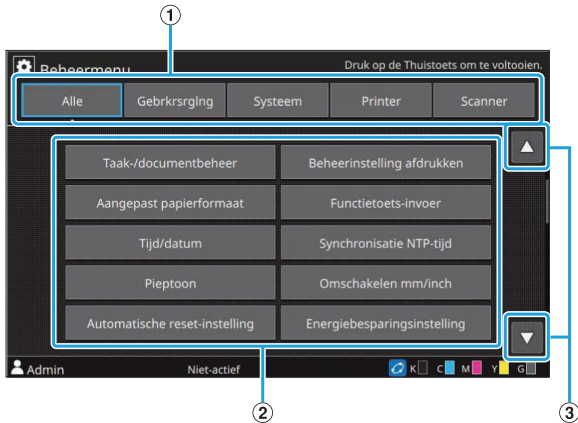 ①
Beheermenu
Druk op de Thuistoets om te voltooien.
Alle Gebrkrsrglng Systeem Printer Scanner
Taak-/documentbeheer Beheerinstelling afdrukken
Aangepast papierformaat Functietoets-invoer
Tijd/datum Synchronisatie NTP-tijd
Pieptoon Omschakelen mm/inch
Automatische reset-instelling Energiebesparingsinstelling
Admin Niet-actief K C M Y G
② ③